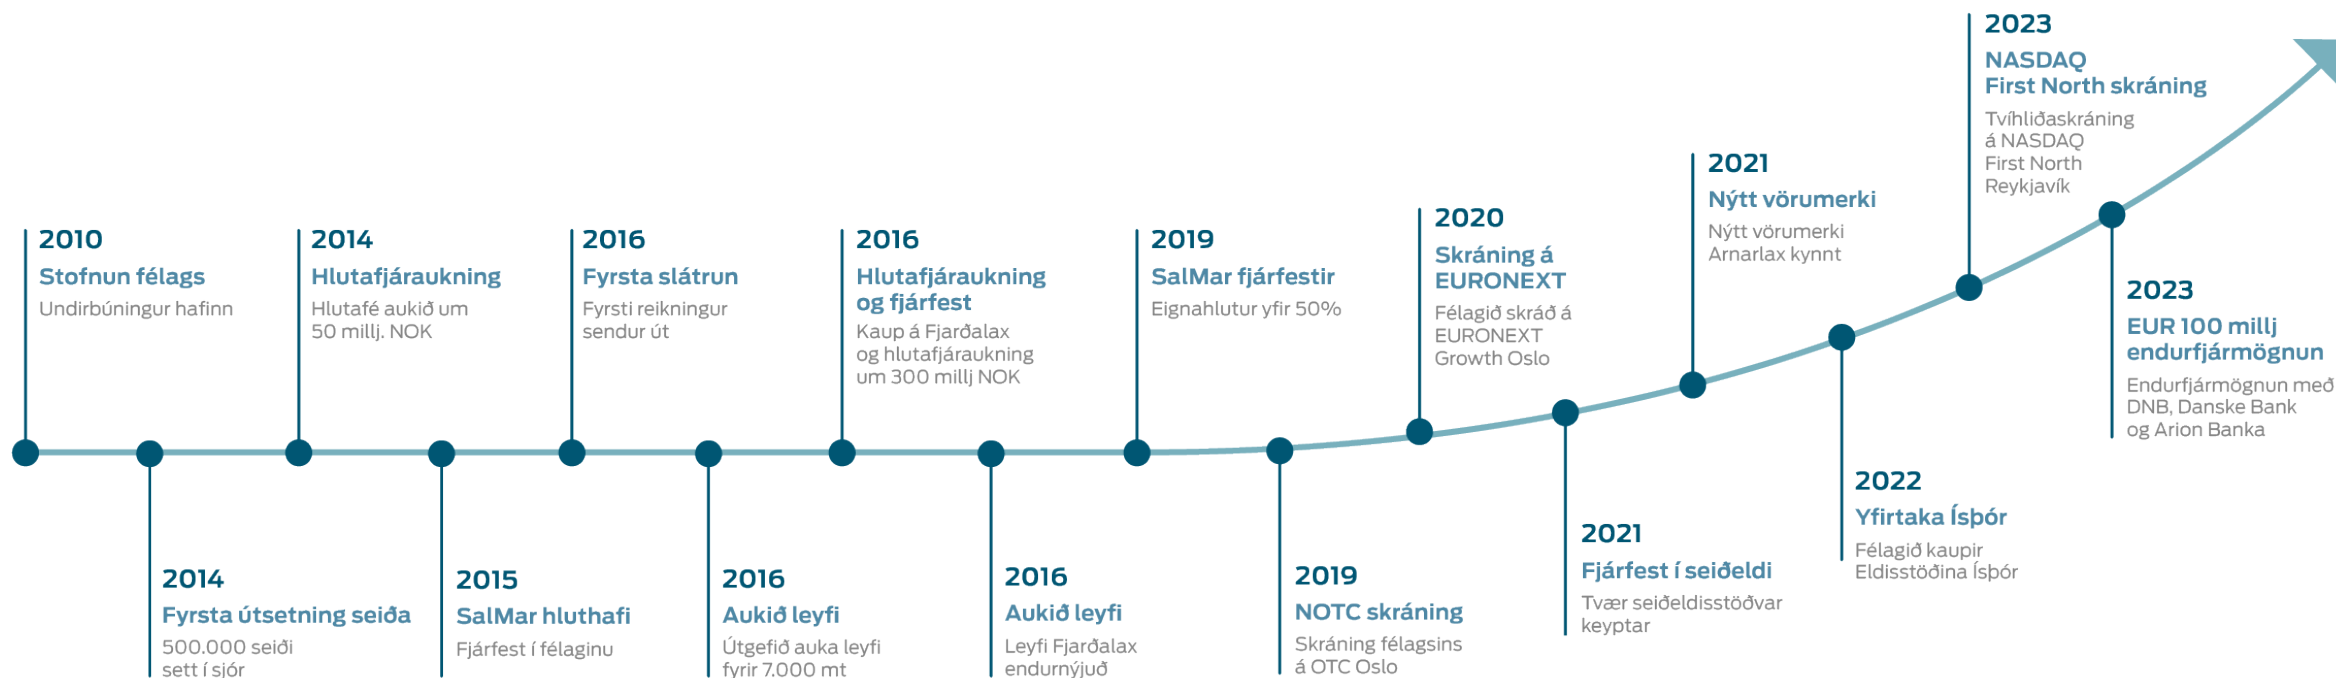 2010
Stofnun félags
Undirbúningur hafinn
2014
Fyrsta útsetning seiða
500.000 seiði
sett í sjór
2014
Hlutafjáraukning
Hlutafé aukið um
50 millj. NOK
2015
SalMar hluthafi
Fjárfest í félaginu
2016
Fyrsta slátrun
Fyrsti reikningur
sendur út
2016
Aukið leyfi
Útgefið auka leyfi
fyrir 7.000 mt
2016
Hlutafjáraukning
og fjárfest
Kaup á Fjarðalax
og hlutafjáraukning
um 300 millj NOK
2016
Aukið leyfi
Leyfi Fjarðalax
endurnýjuð
2019
SalMar fjárfestir
Eignahlutur yfir 50%
2019
NOTC skráning
Skráning félagsins
á OTC Oslo
2020
Skráning á
EURONEXT
Félagið skráð á
EURONEXT
Growth Oslo
2021
Fjárfest í seiðeldi
Tvær seiðeldisstöðvar
keyptar
2021
Nýtt vörumerki
Nýtt vörumerki
Arnarlax kynnt
2022
Yfirtaka Ísþór
Félagið kaupir
Eldisstöðina Ísþór
2023
NASDAQ
First North skráning
Tvíhliðaskráning
á NASDAQ
First North
Reykjavík
2023
EUR 100 millj
endurfjármögnun
Endurfjármögnun með
DNB, Danske Bank
og Arion Banka